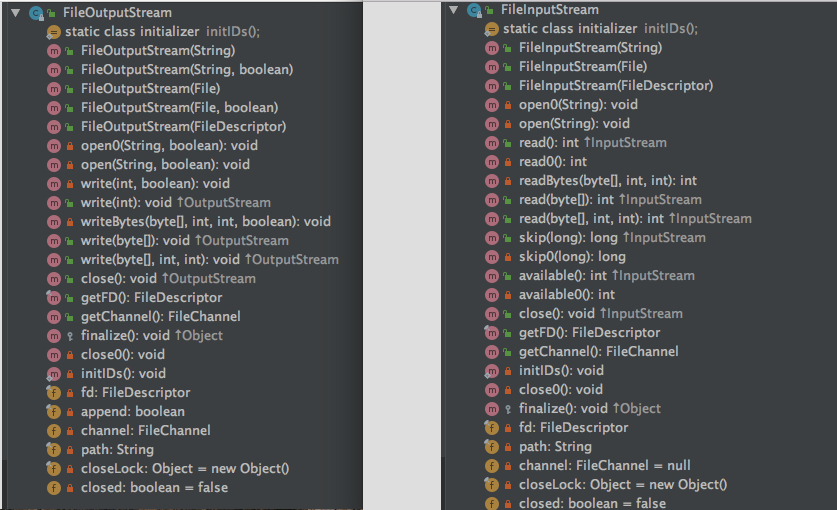 FileOutputStream
static class initializer initIDs();
FileOutputStream(String)
FileOutputStream(String, boolean)
FileOutputStream(File)
FileOutputStream(File, boolean)
FileOutputStream(FileDescriptor)
open0(String, boolean): void
open(String, boolean): void
write(int, boolean): void
write(int): void ↑OutputStream
writeBytes(byte[], int, int, boolean): void
write(byte[]): void ↑OutputStream
write(byte[], int, int): void ↑OutputStream
close(): void ↑OutputStream
getFD(): FileDescriptor
getChannel(): FileChannel
finalize(): void ↑Object
close0(): void
initIDs(): void
fd: FileDescriptor
append: boolean
channel: FileChannel
path: String
closeLock: Object = new Object()
closed: boolean = false
FileInputStream
static class initializer initIDs();
FileInputStream(String)
FileInputStream(File)
FileInputStream(FileDescriptor)
open0(String): void
open(String): void
read(): int ↑InputStream
read0(): int
readBytes(byte[], int, int): int
read(byte[]): int ↑InputStream
read(byte[], int, int): int ↑InputStream
skip(long): long ↑InputStream
skip0(long): long
available(): int ↑InputStream
available0(): int
close(): void ↑InputStream
getFD(): FileDescriptor
getChannel(): FileChannel
initIDs(): void
close0(): void
finalize(): void ↑Object
fd: FileDescriptor
path: String
channel: FileChannel = null
closeLock: Object = new Object()
closed: boolean = false